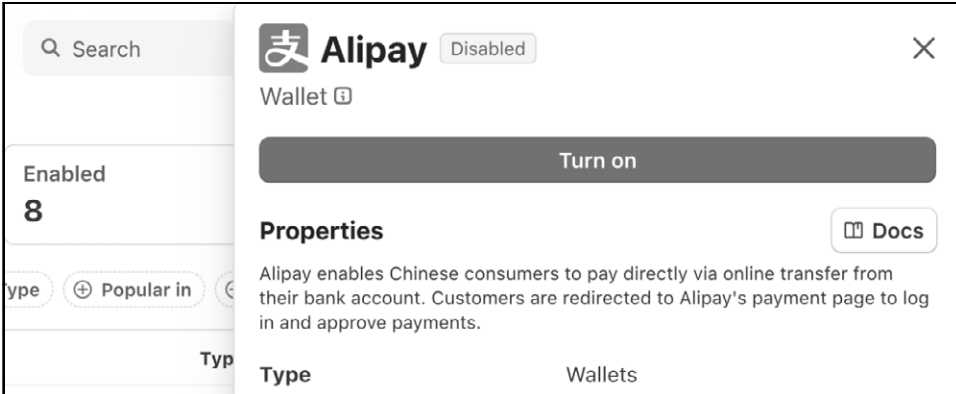 Search
支 Alipay Disabled
Wallet
Turn on
Enabled
8
Properties
Docs
Alipay enables Chinese consumers to pay directly via online transfer from
their bank account. Customers are redirected to Alipay's payment page to log
in and approve payments.
ype
Popular in
Typ
Type Wallets